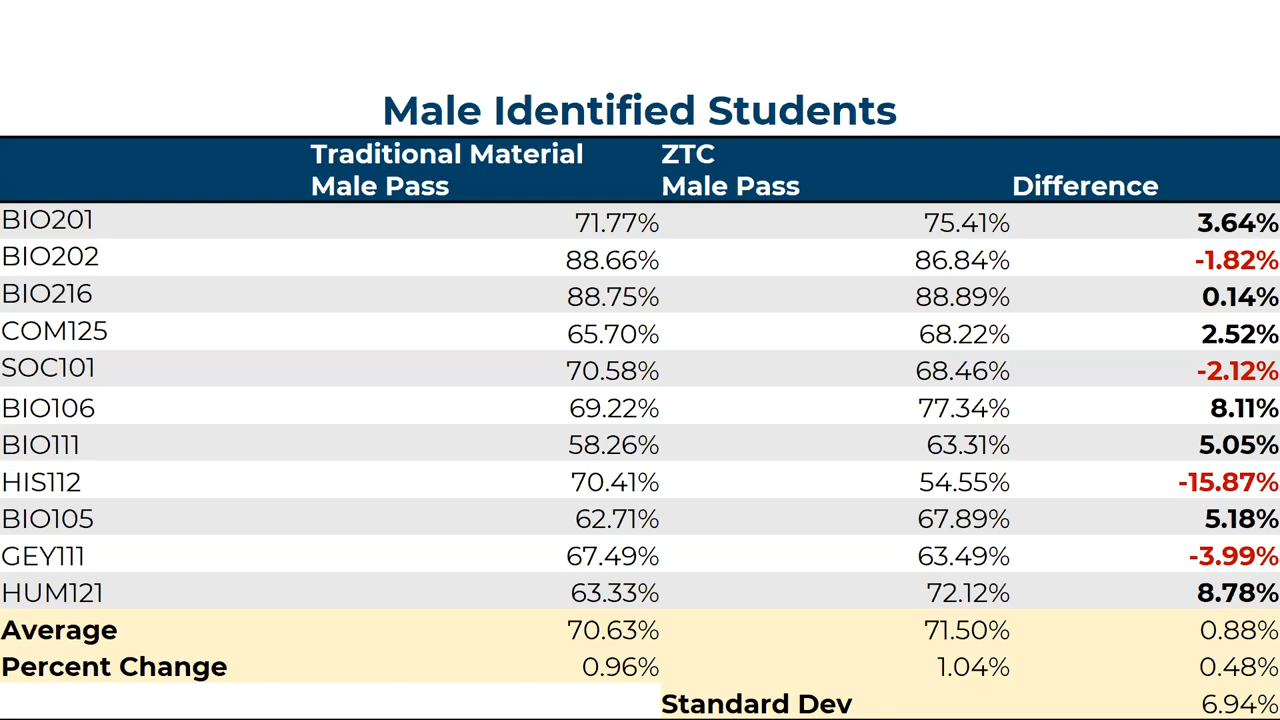 Male Identified Students
Traditional Material Male Pass ZTC Male Pass Difference
BIO201 71.77% 75.41% 3.64%
BIO202 88.66% 86.84% -1.82%
BIO216 88.75% 88.89% 0.14%
COM125 65.70% 68.22% 2.52%
SOC101 70.58% 68.46% -2.12%
BIO106 69.22% 77.34% 8.11%
BIO111 58.26% 63.31% 5.05%
HIS112 70.41% 54.55% -15.87%
BIO105 62.71% 67.89% 5.18%
GEY111 67.49% 63.49% -3.99%
HUM121 63.33% 72.12% 8.78%
Average 70.63% 71.50% 0.88%
Percent Change 0.96% 1.04% 0.48%
Standard Dev 6.94%